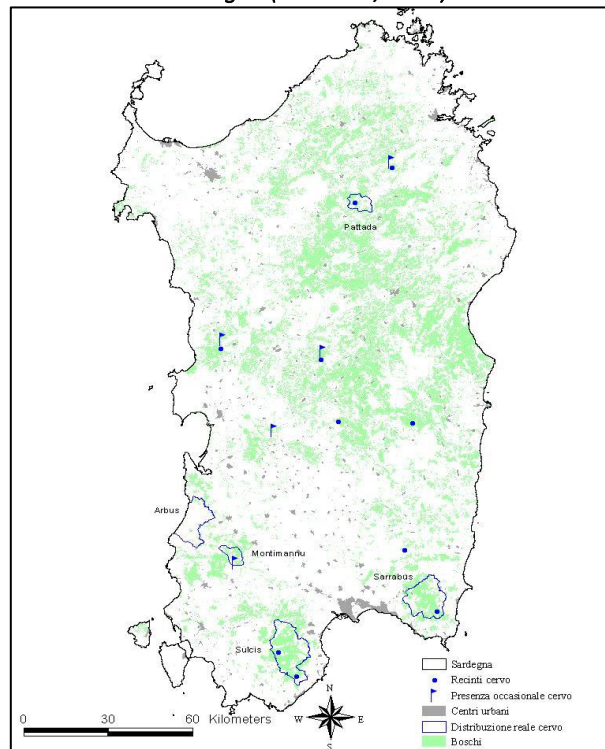 Pattada
Arbus
Montimannu
Sarrabus
Sulcis
Sardegna
Recinti cervo
Presenza occasionale cervo
Centri urbani
Distribuzione reale cervo
Boschi
N
W E
S
0 30 60 Kilometers